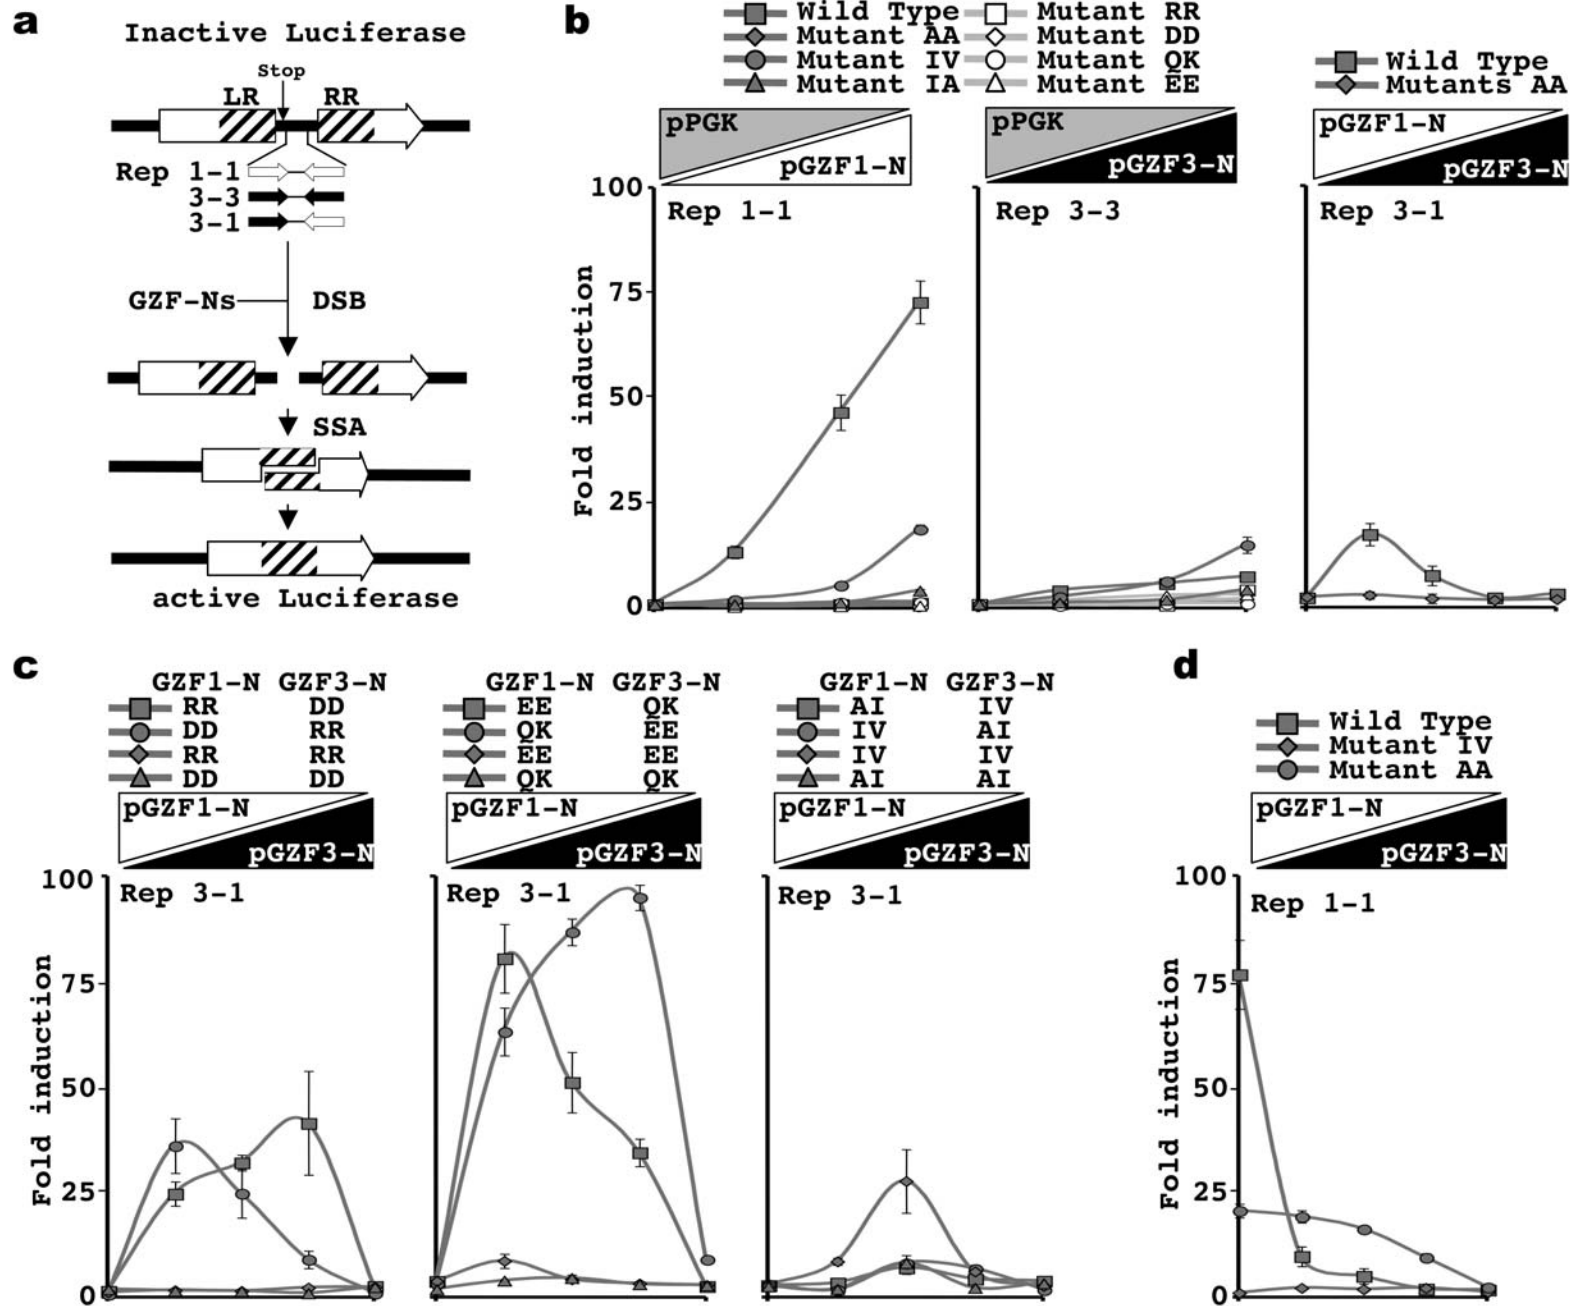 a
Inactive Luciferase
Stop
LR RR
Rep 1-1
3-3
3-1
GZF-Ns DSB
SSA
active Luciferase
b
Wild Type Mutant RR
Mutant AA Mutant DD
Mutant IV Mutant QK
Mutant IA Mutant EE
Wild Type
Mutants AA
pPGK
pGZF1-N
pPGK
pGZF3-N
pGZF1-N
pGZF3-N
Rep 1-1
Rep 3-3
Rep 3-1
Fold induction
100
75
50
25
0
c
GZF1-N GZF3-N
RR DD
DD RR
RR RR
DD DD
pGZF1-N
pGZF3-N
Rep 3-1
GZF1-N GZF3-N
EE QK
QK EE
EE EE
QK QK
pGZF1-N
pGZF3-N
Rep 3-1
GZF1-N GZF3-N
AI IV
IV AI
IV IV
AI AI
pGZF1-N
pGZF3-N
Rep 3-1
Fold induction
100
75
50
25
0
d
Wild Type
Mutant IV
Mutant AA
pGZF1-N
pGZF3-N
Rep 1-1
Fold induction
100
75
50
25
0